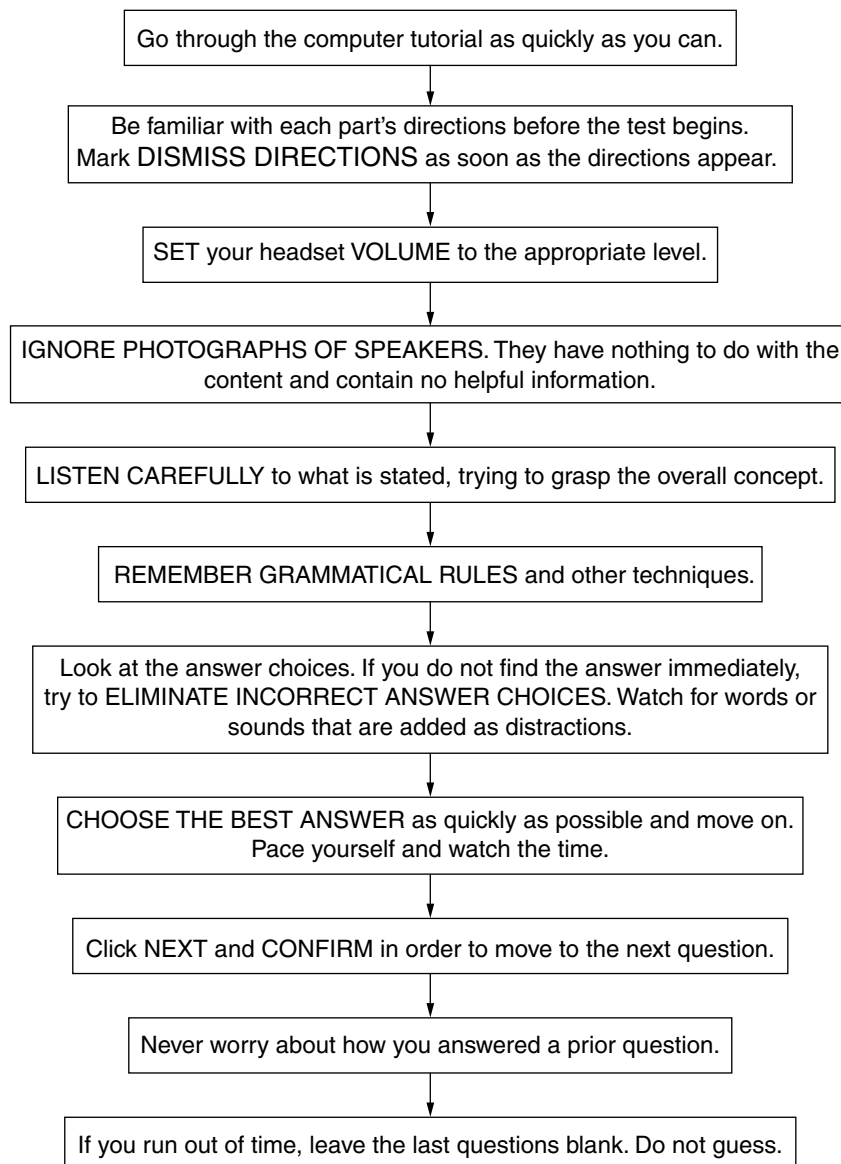 Go through the computer tutorial as quickly as you can.
Be familiar with each part's directions before the test begins.
Mark DISMISS DIRECTIONS as soon as the directions appear.
SET your headset VOLUME to the appropriate level.
IGNORE PHOTOGRAPHS OF SPEAKERS. They have nothing to do with the
content and contain no helpful information.
LISTEN CAREFULLY to what is stated, trying to grasp the overall concept.
REMEMBER GRAMMATICAL RULES and other techniques.
Look at the answer choices. If you do not find the answer immediately,
try to ELIMINATE INCORRECT ANSWER CHOICES. Watch for words or
sounds that are added as distractions.
CHOOSE THE BEST ANSWER as quickly as possible and move on.
Pace yourself and watch the time.
Click NEXT and CONFIRM in order to move to the next question.
Never worry about how you answered a prior question.
If you run out of time, leave the last questions blank. Do not guess.